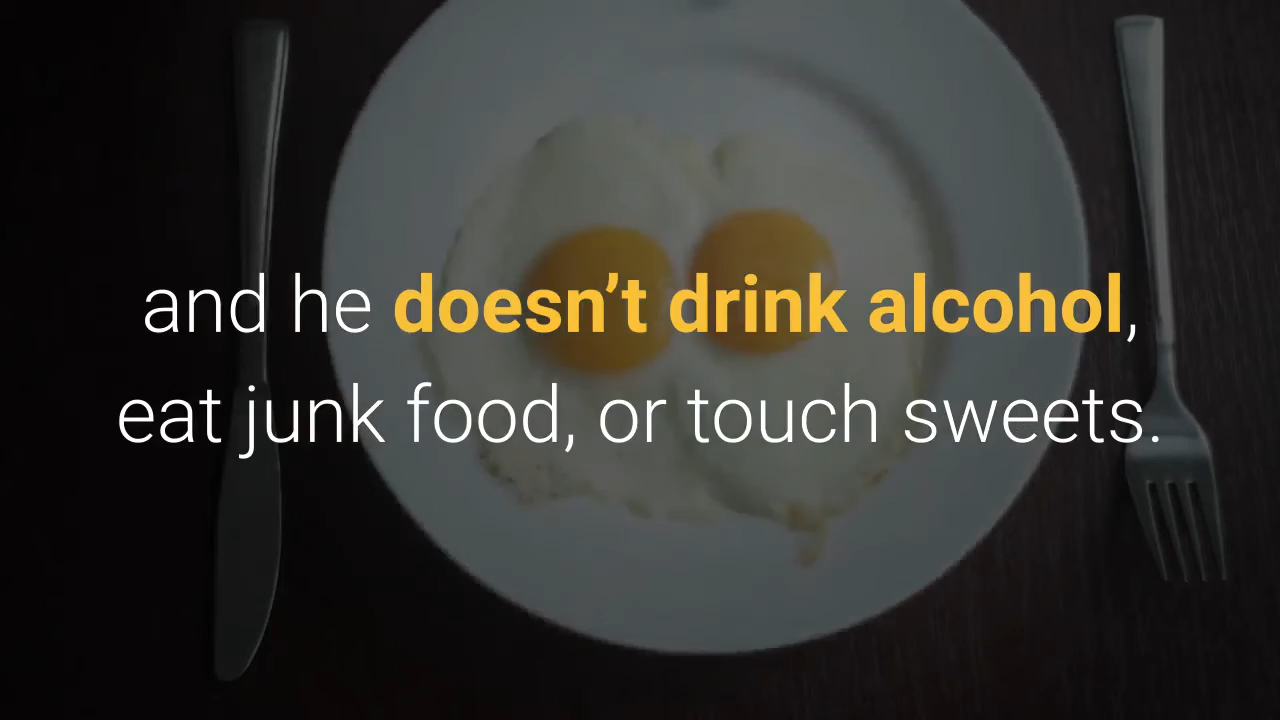 and he doesn’t drink alcohol,
eat junk food, or touch sweets.